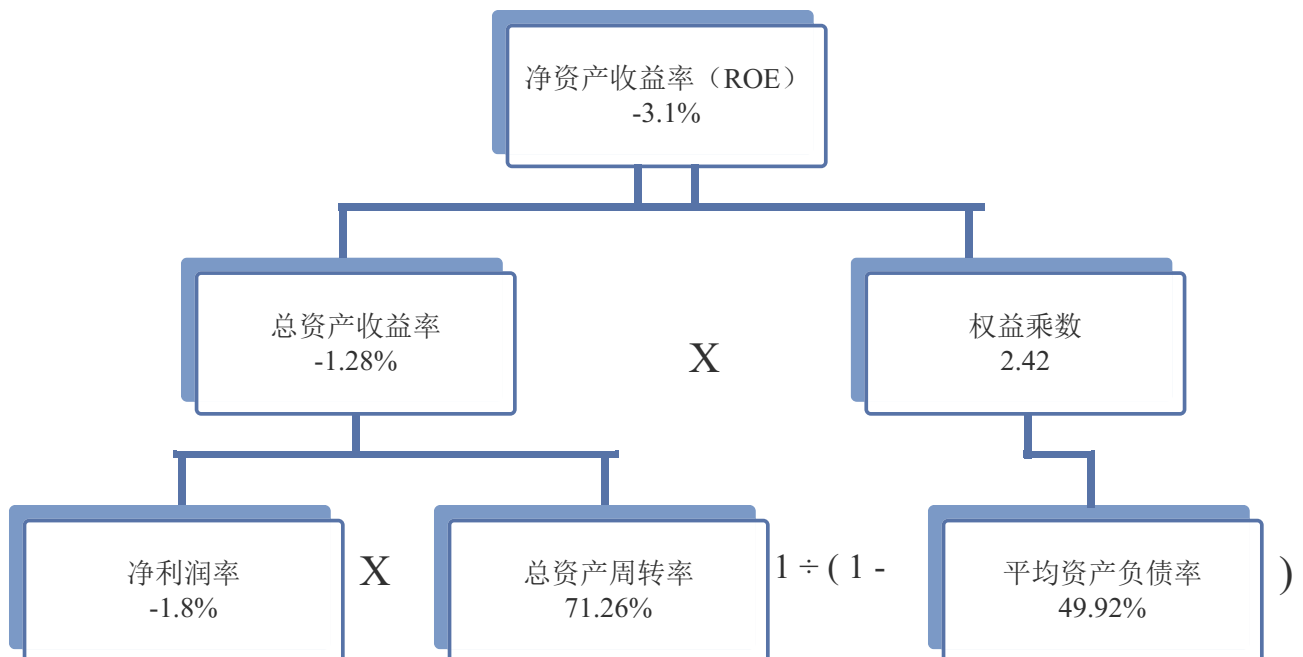 净资产收益率（ROE）
-3.1%
总资产收益率
-1.28%
X
权益乘数
2.42
净利润率
-1.8%
X
总资产周转率
71.26%
1 ÷ ( 1 -
平均资产负债率
49.92%
)